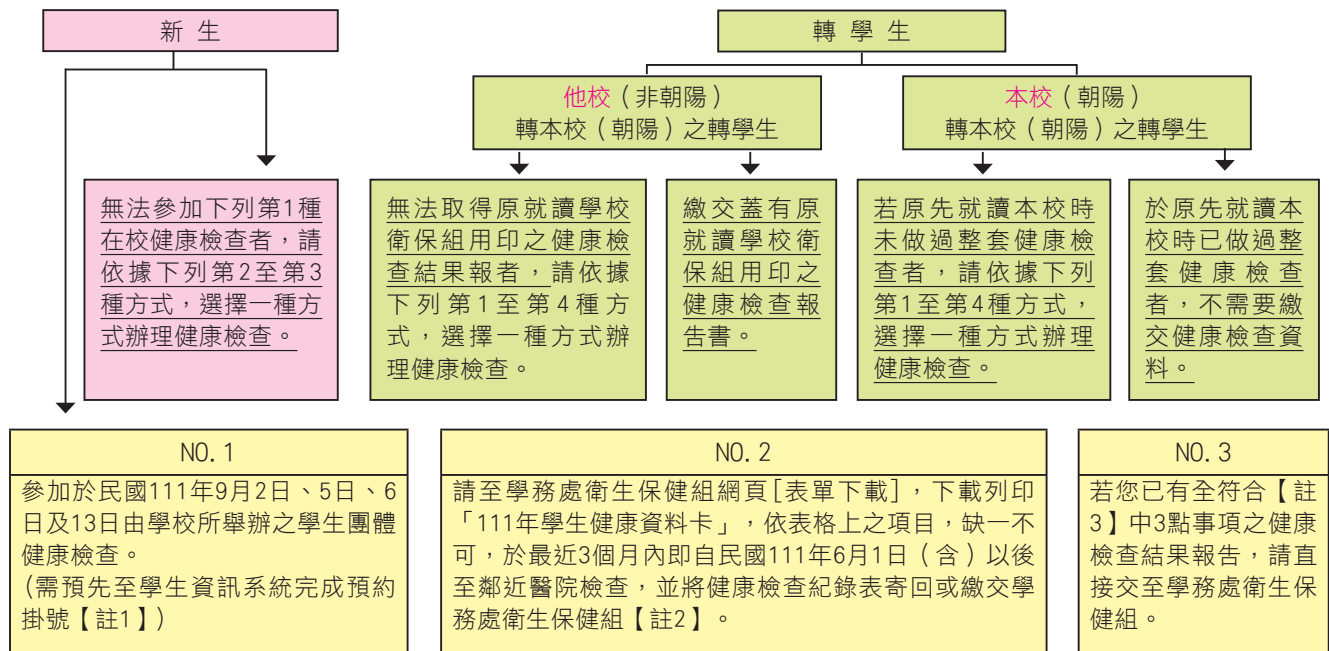 新生
轉學生
他校（非朝陽）
轉本校（朝陽）之轉學生
本校（朝陽）
轉本校（朝陽）之轉學生
無法參加下列第1種
在校健康檢查者，請
依據下列第2至第3
種方式，選擇一種方
式辦理健康檢查。
無法取得原就讀學校
衛保組用印之健康檢
查結果報者，請依據
下列第1至第4種方
式，選擇一種方式辦
理健康檢查。
繳交蓋有原
就讀學校衛
保組用印之
健康檢查報
告書。
若原先就讀本校時
未做過整套健康檢
查者，請依據下列
第1至第4種方式，
選擇一種方式辦理
健康檢查。
於原先就讀本
校時已做過整
套健康檢查
者，不需要繳
交健康檢查資
料。
NO.1
參加於民國111年9月2日、5日、6
日及13日由學校所舉辦之學生團體
健康檢查。
(需預先至學生資訊系統完成預約
掛號【註1】)
NO.2
請至學務處衛生保健組網頁[表單下載]，下載列印
「111年學生健康資料卡」，依表格上之項目，缺一不
可，於最近3個月內即自民國111年6月1日（含）以後
至鄰近醫院檢查，並將健康檢查紀錄表寄回或繳交學
務處衛生保健組【註2】。
NO.3
若您已有全符合【註
3】中3點事項之健康
檢查結果報告，請直
接交至學務處衛生保
健組。